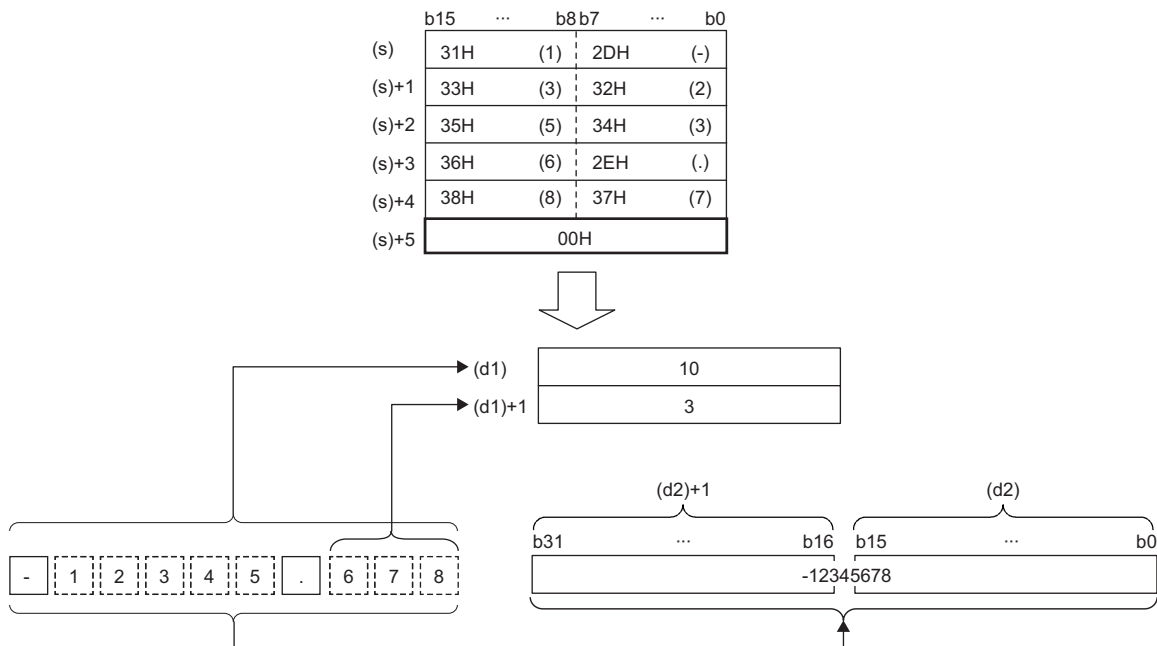 b15 ... b8 b7 ... b0
(s) 31H (1) 2DH (-)
(s)+1 33H (3) 32H (2)
(s)+2 35H (5) 34H (3)
(s)+3 36H (6) 2EH (.)
(s)+4 38H (8) 37H (7)
(s)+5 00H
(d1) 10
(d1)+1 3
(d2)+1 (d2)
b31 ... b16 b15 ... b0
- 1 2 3 4 5 . 6 7 8 -12345678